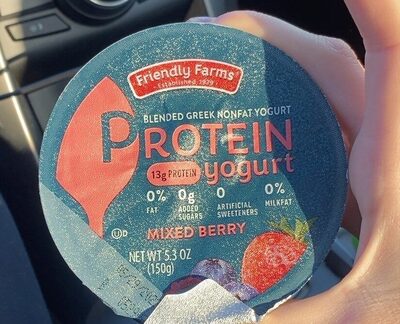 Friendly Farms
Established 1979
BLENDED GREEK NONFAT YOGURT
PROTEIN
13g PROTEIN yogurt
0% 0g 0 0%
FAT ADDED SUGARS ARTIFICIAL SWEETENERS MILKFAT
MIXED BERRY
UD
NET WT 5.3 OZ
(150g)